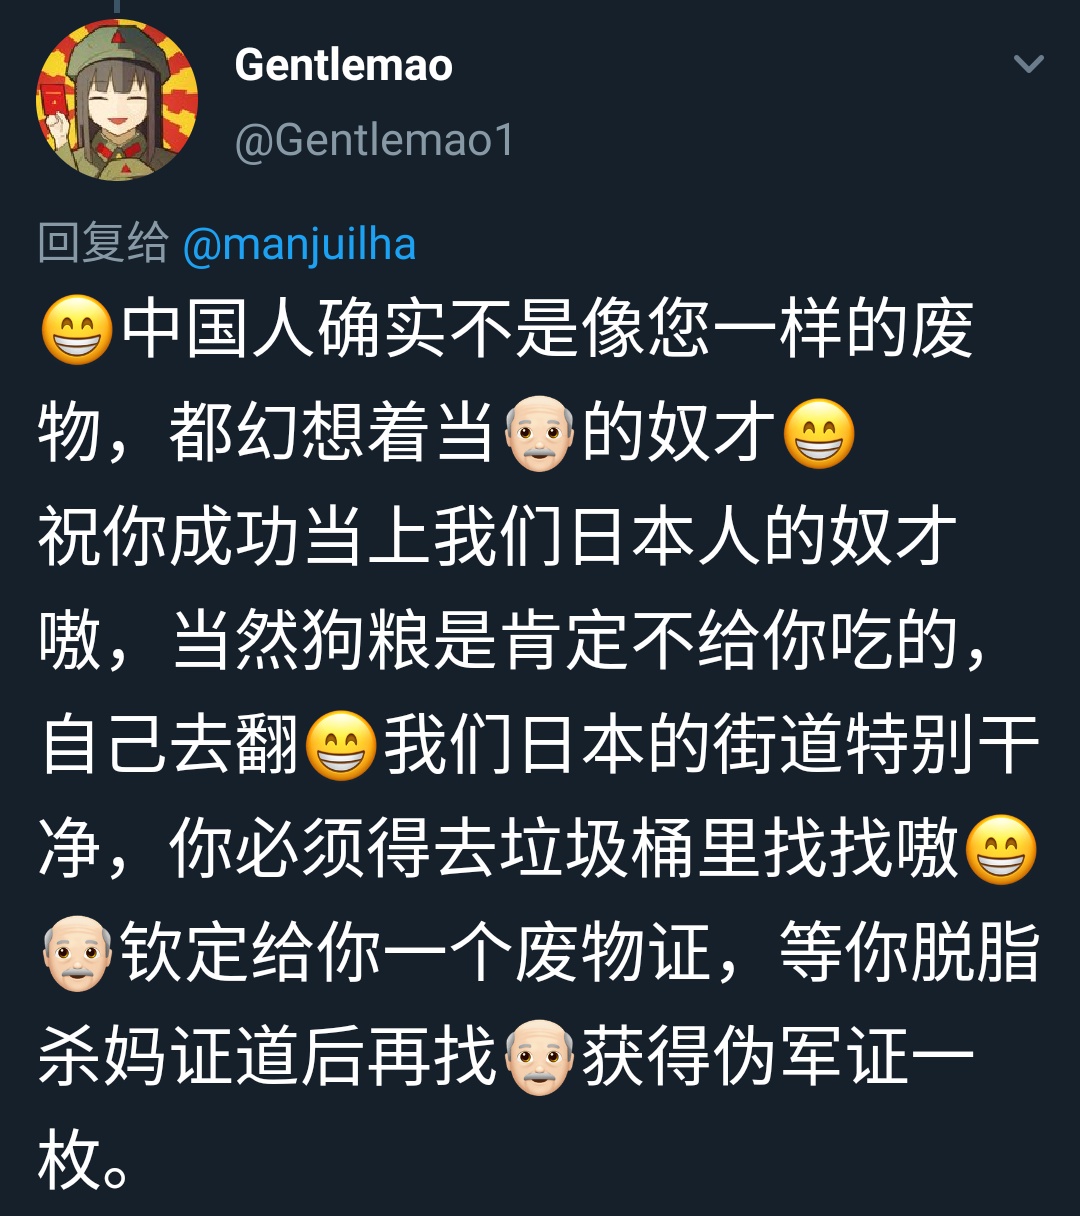 Gentlemao
@Gentlemao1
回复给 @manjuilha
😁中国人确实不是像您一样的废
物，都幻想着当👴🏻的奴才😁
祝你成功当上我们日本人的奴才
嗷，当然狗粮是肯定不给你吃的，
自己去翻😁我们日本的街道特别干
净，你必须得去垃圾桶里找找嗷😁
👴🏻钦定给你一个废物证，等你脱脂
杀妈证道后再找👴🏻获得伪军证一
枚。